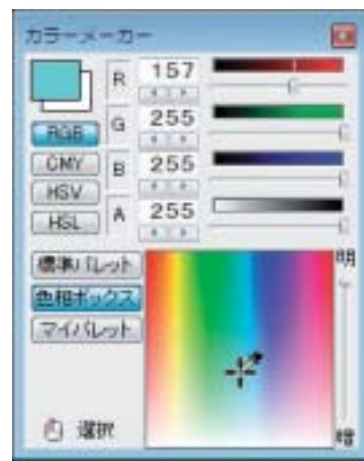 カラーメーカー
R 157
RGB G 255
CMY B 255
HSV
HSL A 255
標準パレット 明
色相ボックス
マイパレット
選択 暗